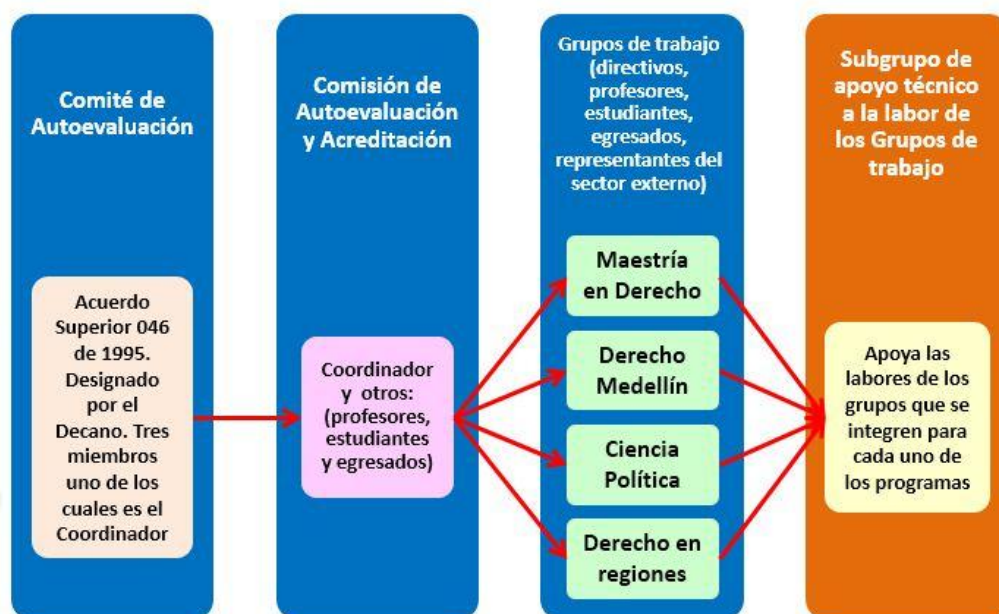 Comité de
Autoevaluación
Acuerdo
Superior 046
de 1995.
Designado
por el
Decano. Tres
miembros
uno de los
cuales es el
Coordinador
Comisión de
Autoevaluación
y Acreditación
Coordinador
y otros:
(profesores,
estudiantes
y egresados)
Grupos de trabajo
(directivos,
profesores,
estudiantes,
egresados,
representantes del
sector externo)
Maestría
en Derecho
Derecho
Medellín
Ciencia
Política
Derecho en
regiones
Subgrupo de
apoyo técnico
a la labor de
los Grupos de
trabajo
Apoya las
labores de los
grupos que se
integren para
cada uno de
los programas